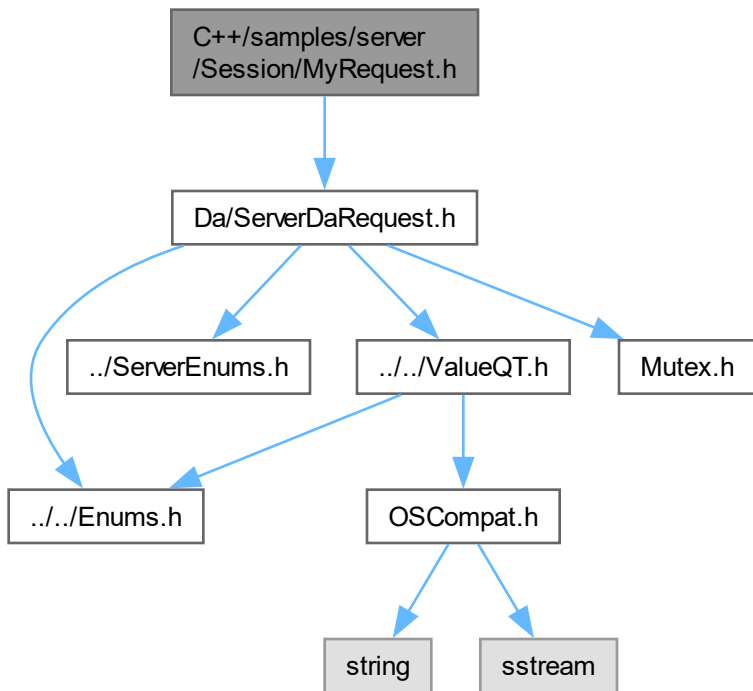 C++/samples/server
/Session/MyRequest.h
Da/ServerDaRequest.h
../ServerEnums.h
../../ValueQT.h
Mutex.h
../../Enums.h
OSCompat.h
string
sstream